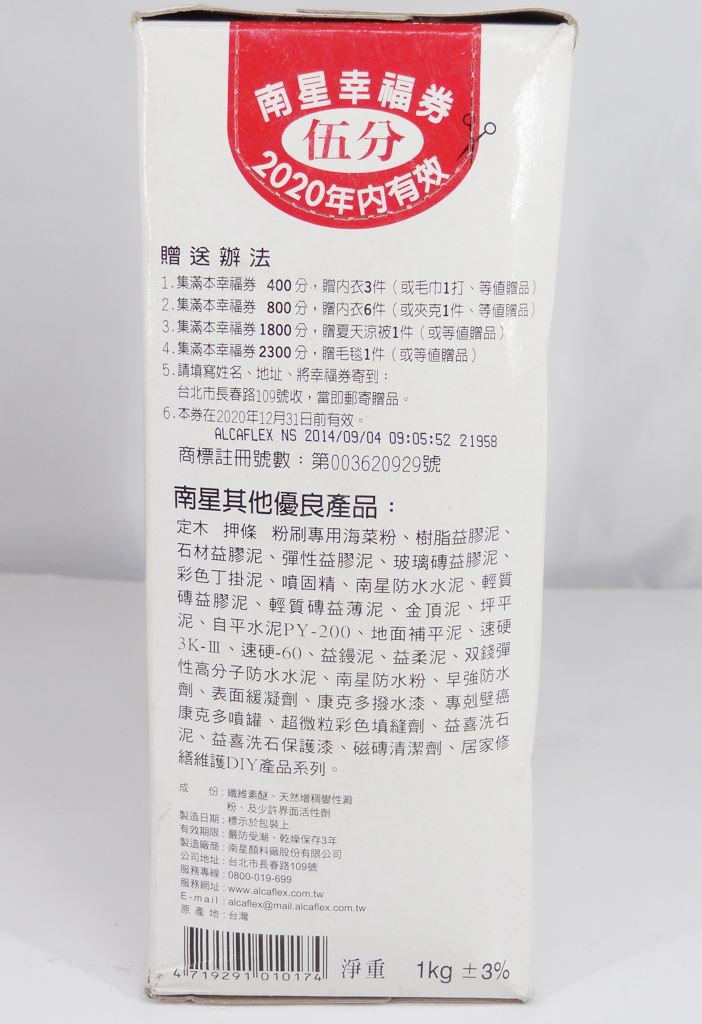 南星幸福券
伍分
2020年內有效
贈送辦法
1.集滿本幸福券 400分，贈內衣3件（或毛巾1打、等值贈品）
2.集滿本幸福券 800分，贈內衣6件（或夾克1件、等值贈品）
3.集滿本幸福券1800分，贈夏天涼被1件（或等值贈品）
4.集滿本幸福券2300分，贈毛毯1件（或等值贈品）
5.請填寫姓名、地址、將幸福券寄到：
台北市長春路109號收，當即郵寄贈品。
6.本券在2020年12月31日前有效。
ALCAFLEX NS 2014/09/04 09:05:52 21958
商標註冊號數：第003620929號
南星其他優良產品：
定木 押條 粉刷專用海菜粉、樹脂益膠泥、
石材益膠泥、彈性益膠泥、玻璃磚益膠泥、
彩色丁掛泥、噴固精、南星防水水泥、輕質
磚益膠泥、輕質磚益薄泥、金頂泥、坪平
泥、自平水泥PY-200、地面補平泥、速硬
3K-Ⅲ、速硬-60、益鏝泥、益柔泥、双錢彈
性高分子防水水泥、南星防水粉、早強防水
劑、表面緩凝劑、康克多撥水漆、專剋壁癌
康克多噴罐、超微粒彩色填縫劑、益喜洗石
泥、益喜洗石保護漆、磁磚清潔劑、居家修
繕維護DIY產品系列。
成 份：纖維素醚、天然增稠變性澱
粉、及少許界面活性劑
製造日期：標示於包裝上
有效期限：嚴防受潮、乾燥保存3年
製造廠商：南星顏料廠股份有限公司
公司地址：台北市長春路109號
服務專線：0800-019-699
服務網址：www.alcaflex.com.tw
E-mail：alcaflex@mail.alcaflex.com.tw
原產地：台灣
4 719291 010174
淨重 1kg ±3%